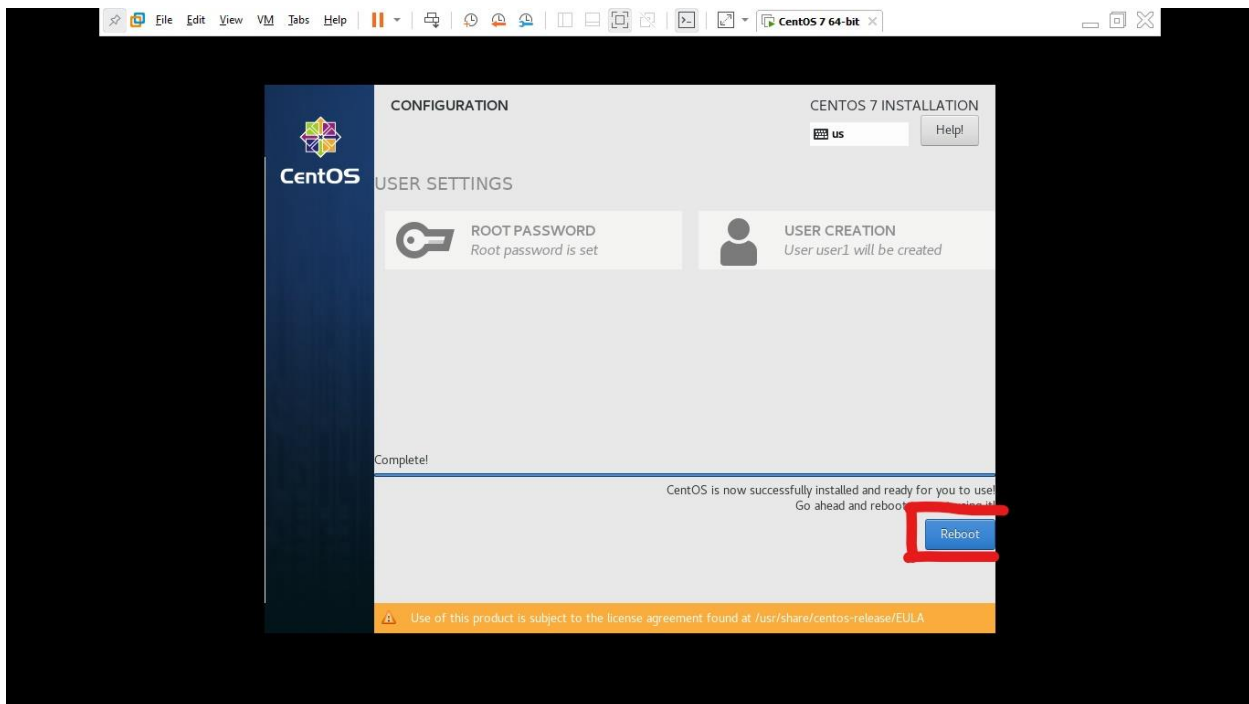 File Edit View VM Tabs Help CentOS 7 64-bit
CONFIGURATION
CENTOS 7 INSTALLATION
us
Help!
CentOS
USER SETTINGS
ROOT PASSWORD
Root password is set
USER CREATION
User user1 will be created
Complete!
CentOS is now successfully installed and ready for you to use!
Go ahead and reboot
Reboot
Use of this product is subject to the license agreement found at /usr/share/centos-release/EULA